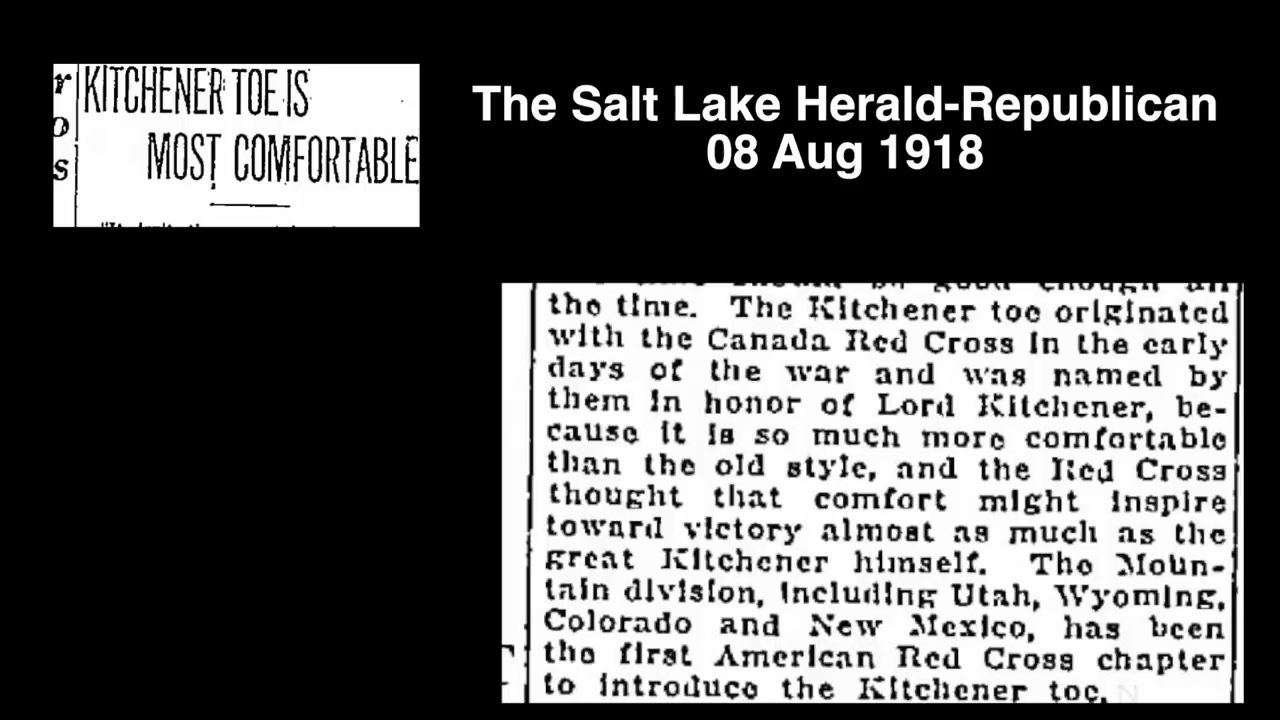 KITCHENER TOE IS
MOST COMFORTABLE
The Salt Lake Herald-Republican
08 Aug 1918
the time. The Kitchener toe originated
with the Canada Red Cross in the early
days of the war and was named by
them in honor of Lord Kitchener, be-
cause it is so much more comfortable
than the old style, and the Red Cross
thought that comfort might inspire
toward victory almost as much as the
great Kitchener himself. The Moun-
tain division, including Utah, Wyoming,
Colorado and New Mexico, has been
the first American Red Cross chapter
to introduce the Kitchener toe.